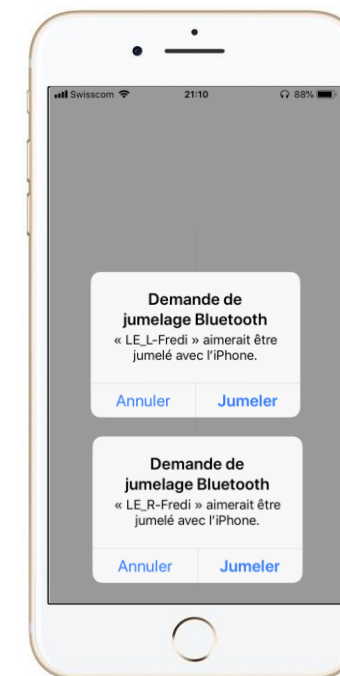 Swisscom 21:10 88%
Demande de
jumelage Bluetooth
« LE_L-Fredi » aimerait être
jumelé avec l’iPhone.
Annuler Jumeler
Demande de
jumelage Bluetooth
« LE_R-Fredi » aimerait être
jumelé avec l’iPhone.
Annuler Jumeler